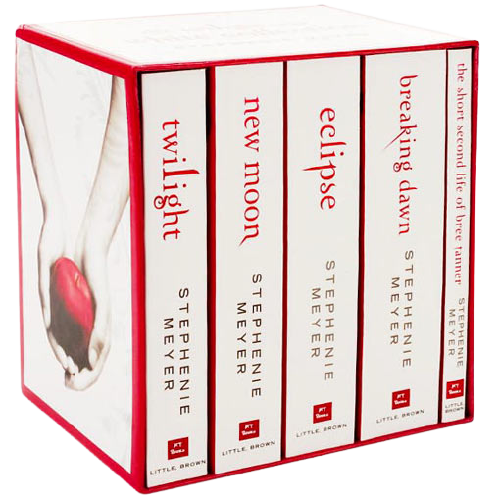 twilight
STEPHENIE
MEYER
LITTLE, BROWN
new moon
STEPHENIE
MEYER
LITTLE, BROWN
eclipse
STEPHENIE
MEYER
LITTLE, BROWN
breaking dawn
STEPHENIE
MEYER
LITTLE, BROWN
the short second life of bree tanner
STEPHENIE
MEYER
LITTLE, BROWN